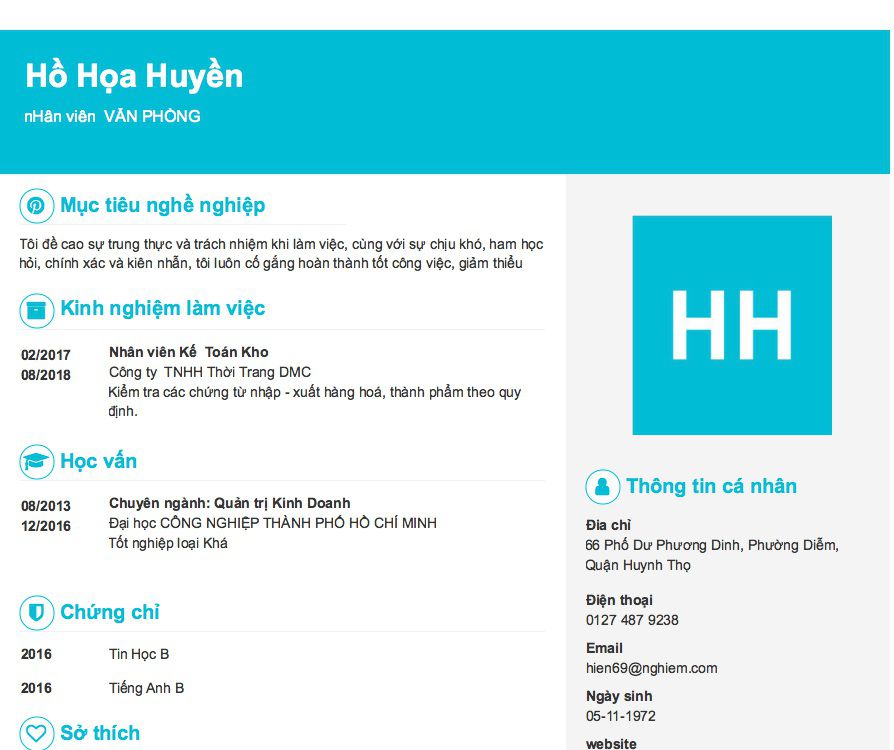 Hồ Họa Huyền
nHân viên  VĂN PHÒNG
Mục tiêu nghề nghiệp
Tôi đề cao sự trung thực và trách nhiệm khi làm việc, cùng với sự chịu khó, ham học
hỏi, chính xác và kiên nhẫn, tôi luôn cố gắng hoàn thành tốt công việc, giảm thiểu
Kinh nghiệm làm việc
02/2017
08/2018
Nhân viên Kế  Toán Kho
Công ty  TNHH Thời Trang DMC
Kiểm tra các chứng từ nhập - xuất hàng hoá, thành phẩm theo quy
định.
Học vấn
08/2013
12/2016
Chuyên ngành: Quản trị Kinh Doanh
Đại học CÔNG NGHIỆP THÀNH PHỐ HỒ CHÍ MINH
Tốt nghiệp loại Khá
Chứng chỉ
2016 Tin Học B
2016 Tiếng Anh B
Sở thích
HH
Thông tin cá nhân
Đia chỉ
66 Phố Dư Phương Dinh, Phường Diễm,
Quận Huynh Thọ
Điện thoại
0127 487 9238
Email
hien69@nghiem.com
Ngày sinh
05-11-1972
website